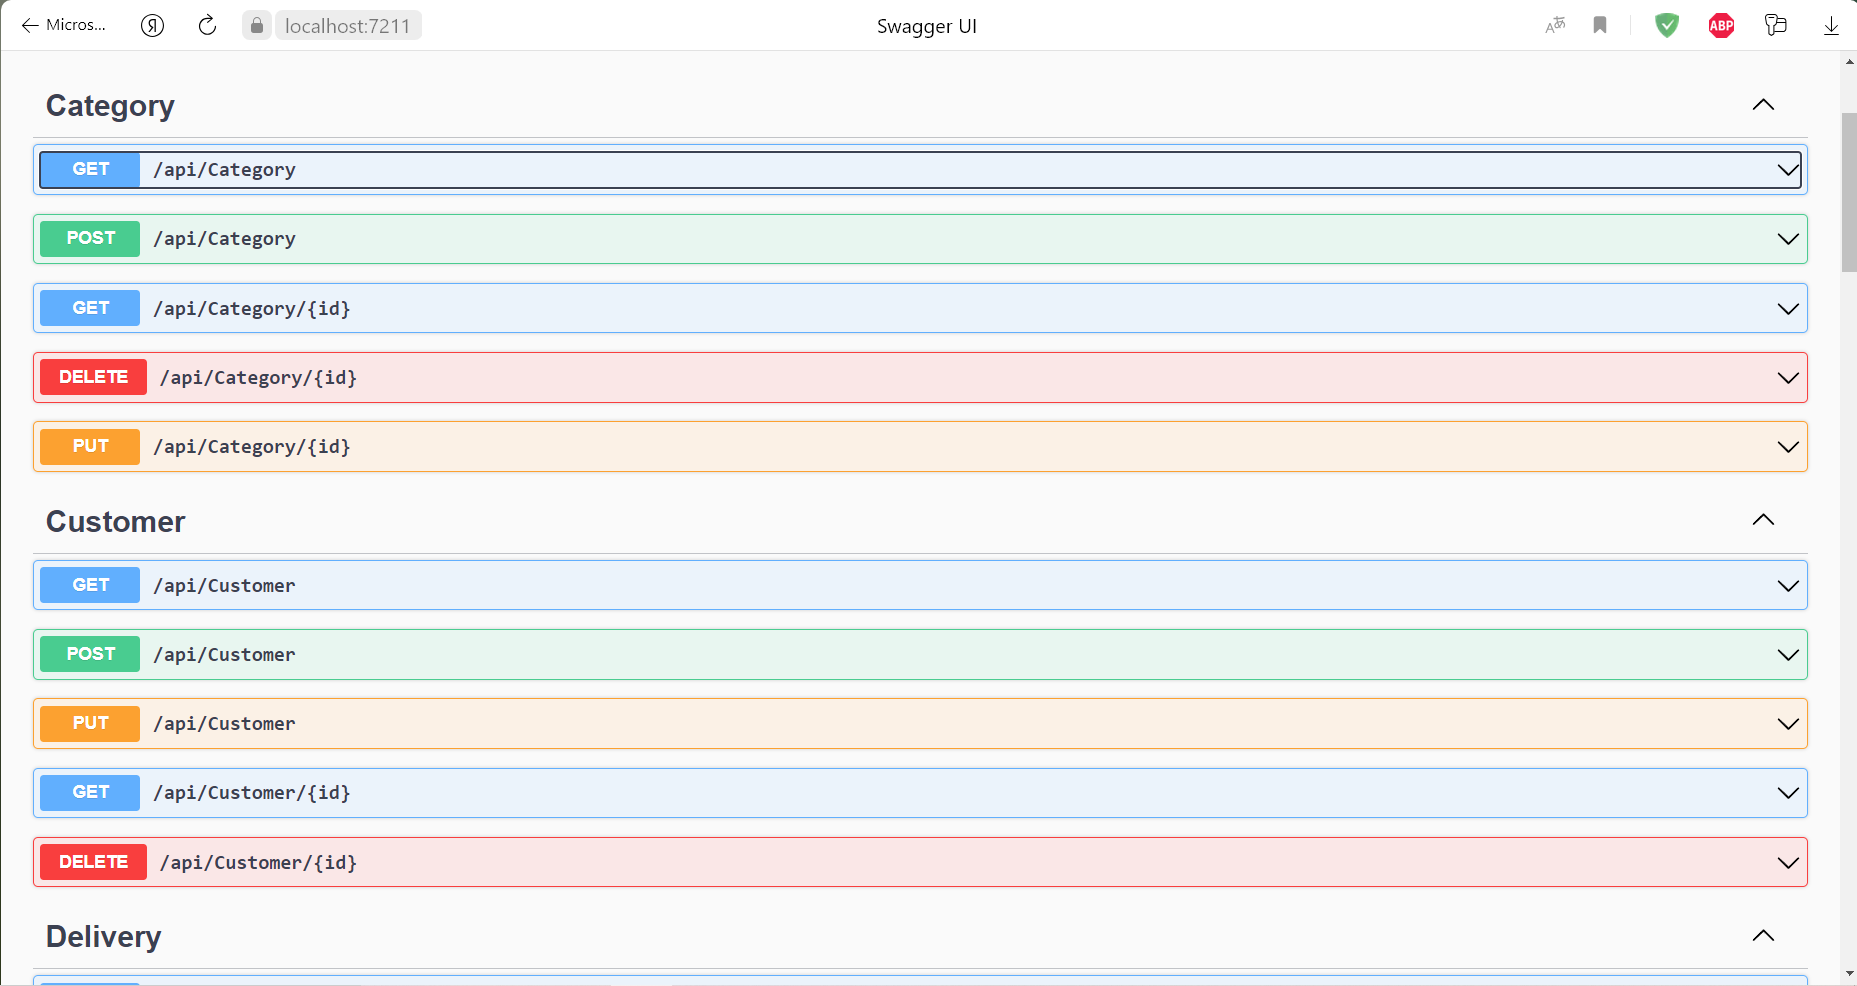 Micros...
Я
localhost:7211
Swagger UI
ABP
Category
GET /api/Category
POST /api/Category
GET /api/Category/{id}
DELETE /api/Category/{id}
PUT /api/Category/{id}
Customer
GET /api/Customer
POST /api/Customer
PUT /api/Customer
GET /api/Customer/{id}
DELETE /api/Customer/{id}
Delivery